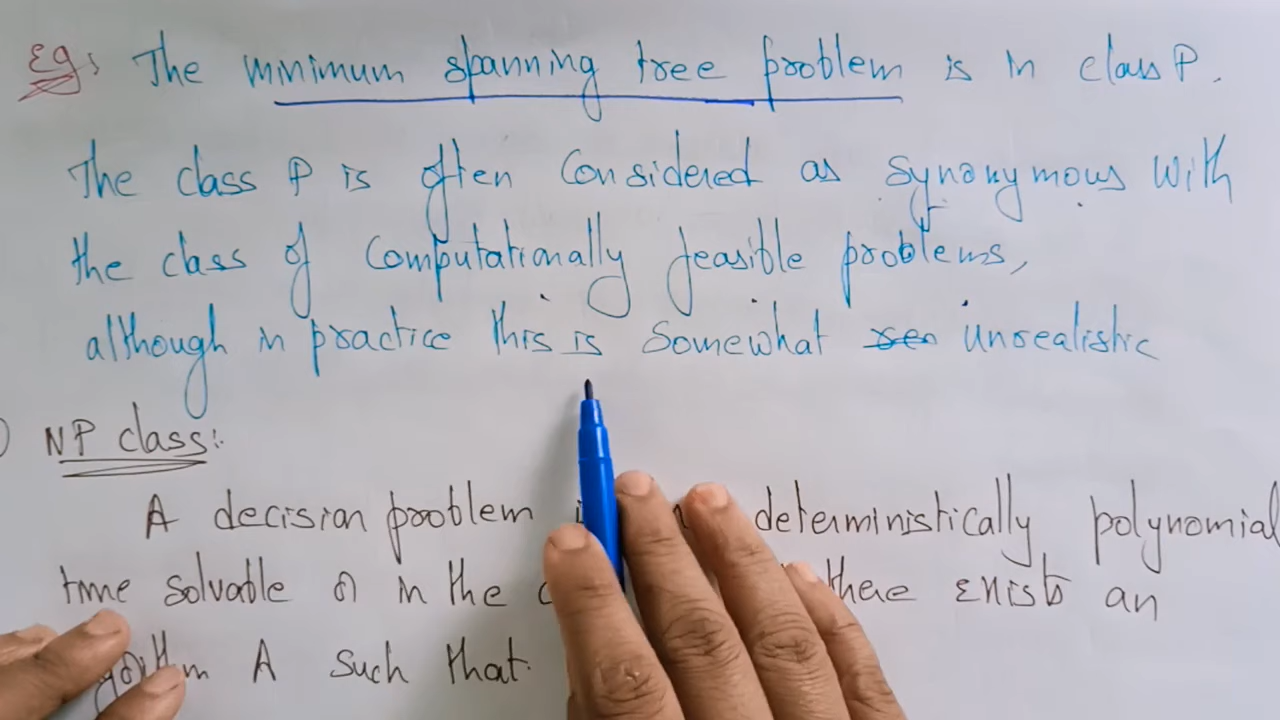 Eg: The minimum spanning tree problem is in class P.
The class P is often considered as synonymous with
the class of computationally feasible problems,
although in practice this is somewhat unrealistic
) NP class:
A decision problem deterministically polynomial
time solvable in the there exists an
A such that